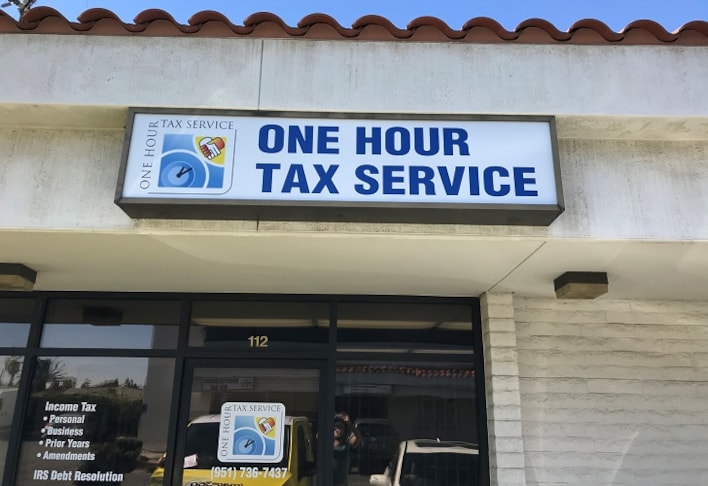 ONE HOUR
TAX SERVICE
ONE HOUR
TAX SERVICE
112
Income Tax
• Personal
• Business
• Prior Years
• Amendments
IRS Debt Resolution
ONE HOUR
TAX SERVICE
(951) 736-7437